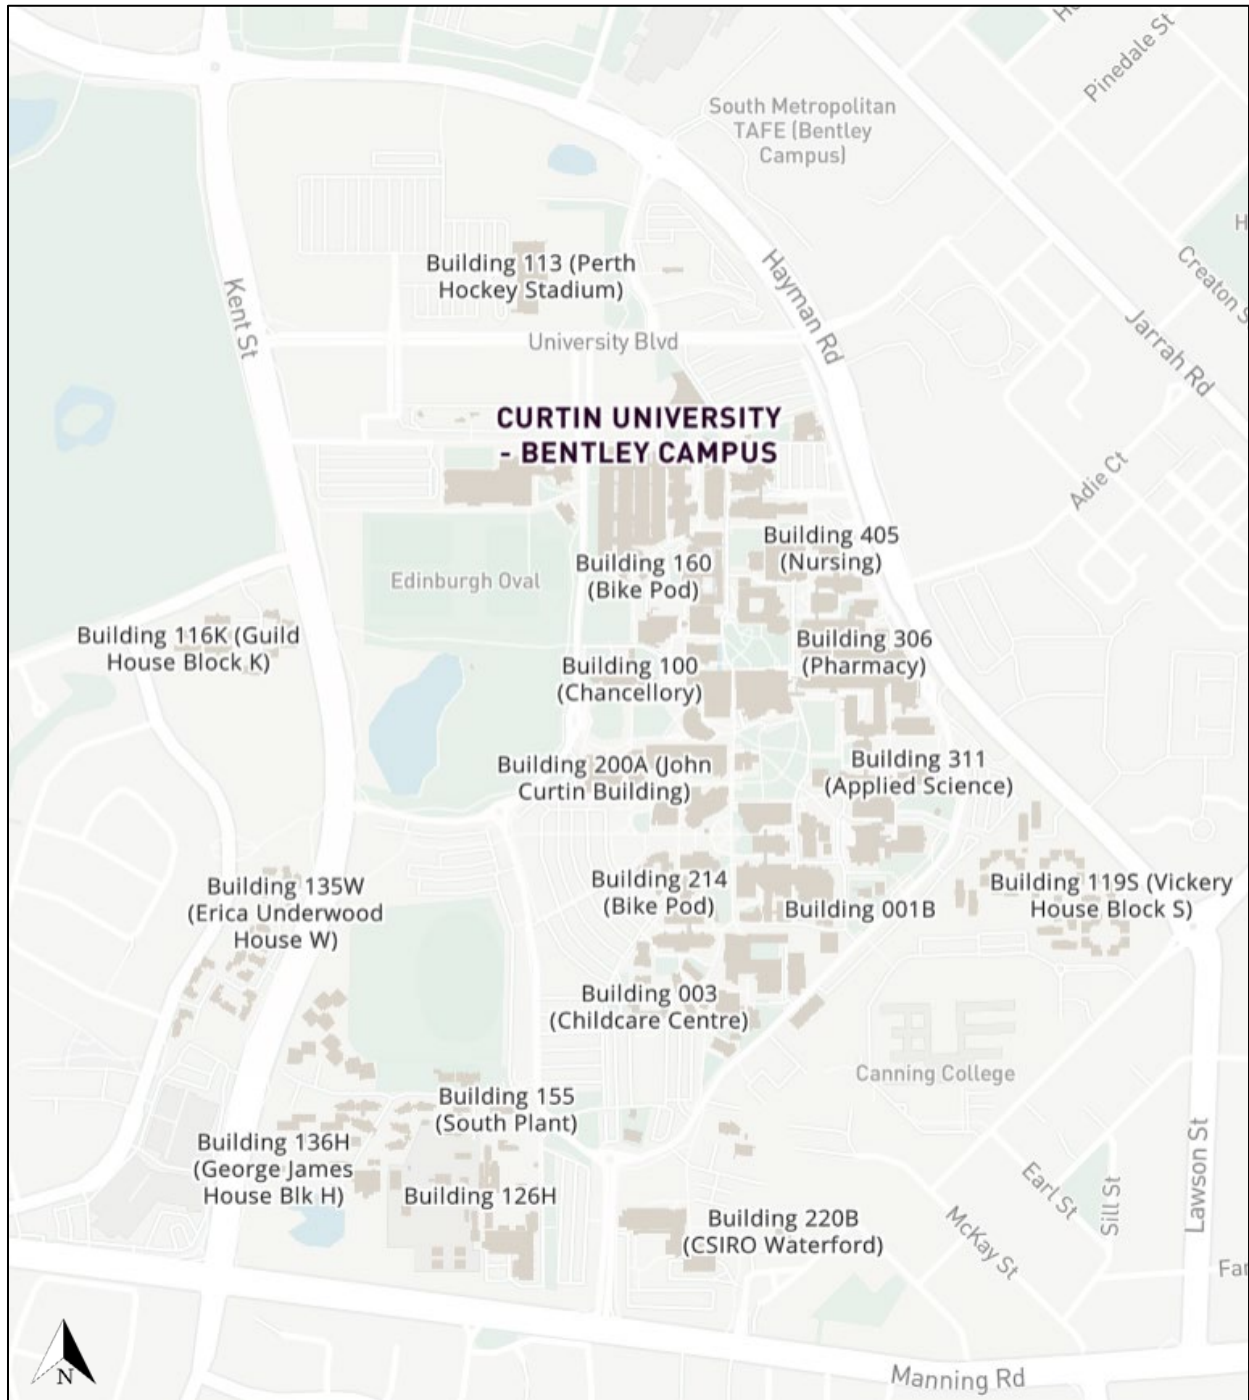 Pinedale St
South Metropolitan
TAFE (Bentley
Campus)
Building 113 (Perth
Hockey Stadium)
Kent St
Hayman Rd
Creaton S
Jarrah Rd
University Blvd
CURTIN UNIVERSITY
- BENTLEY CAMPUS
Adie Ct
Building 405
(Nursing)
Building 160
(Bike Pod)
Edinburgh Oval
Building 116K (Guild
House Block K)
Building 306
(Pharmacy)
Building 100
(Chancellory)
Building 200A (John
Curtin Building)
Building 311
(Applied Science)
Building 135W
(Erica Underwood
House W)
Building 214
(Bike Pod)
Building 001B
Building 119S (Vickery
House Block S)
Building 003
(Childcare Centre)
Canning College
Building 155
(South Plant)
Building 136H
(George James
House Blk H)
Building 126H
Building 220B
(CSIRO Waterford)
McKay St
Earl St
Sill St
Lawson St
Far
Manning Rd
N